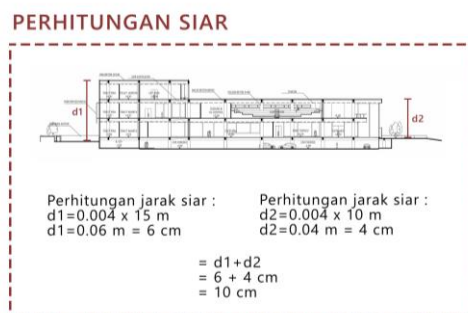 PERHITUNGAN SIAR
d1
d2
Perhitungan jarak siar :
d1=0.004 x 15 m
d1=0.06 m = 6 cm
Perhitungan jarak siar :
d2=0.004 x 10 m
d2=0.04 m = 4 cm
= d1+d2
= 6 + 4 cm
= 10 cm